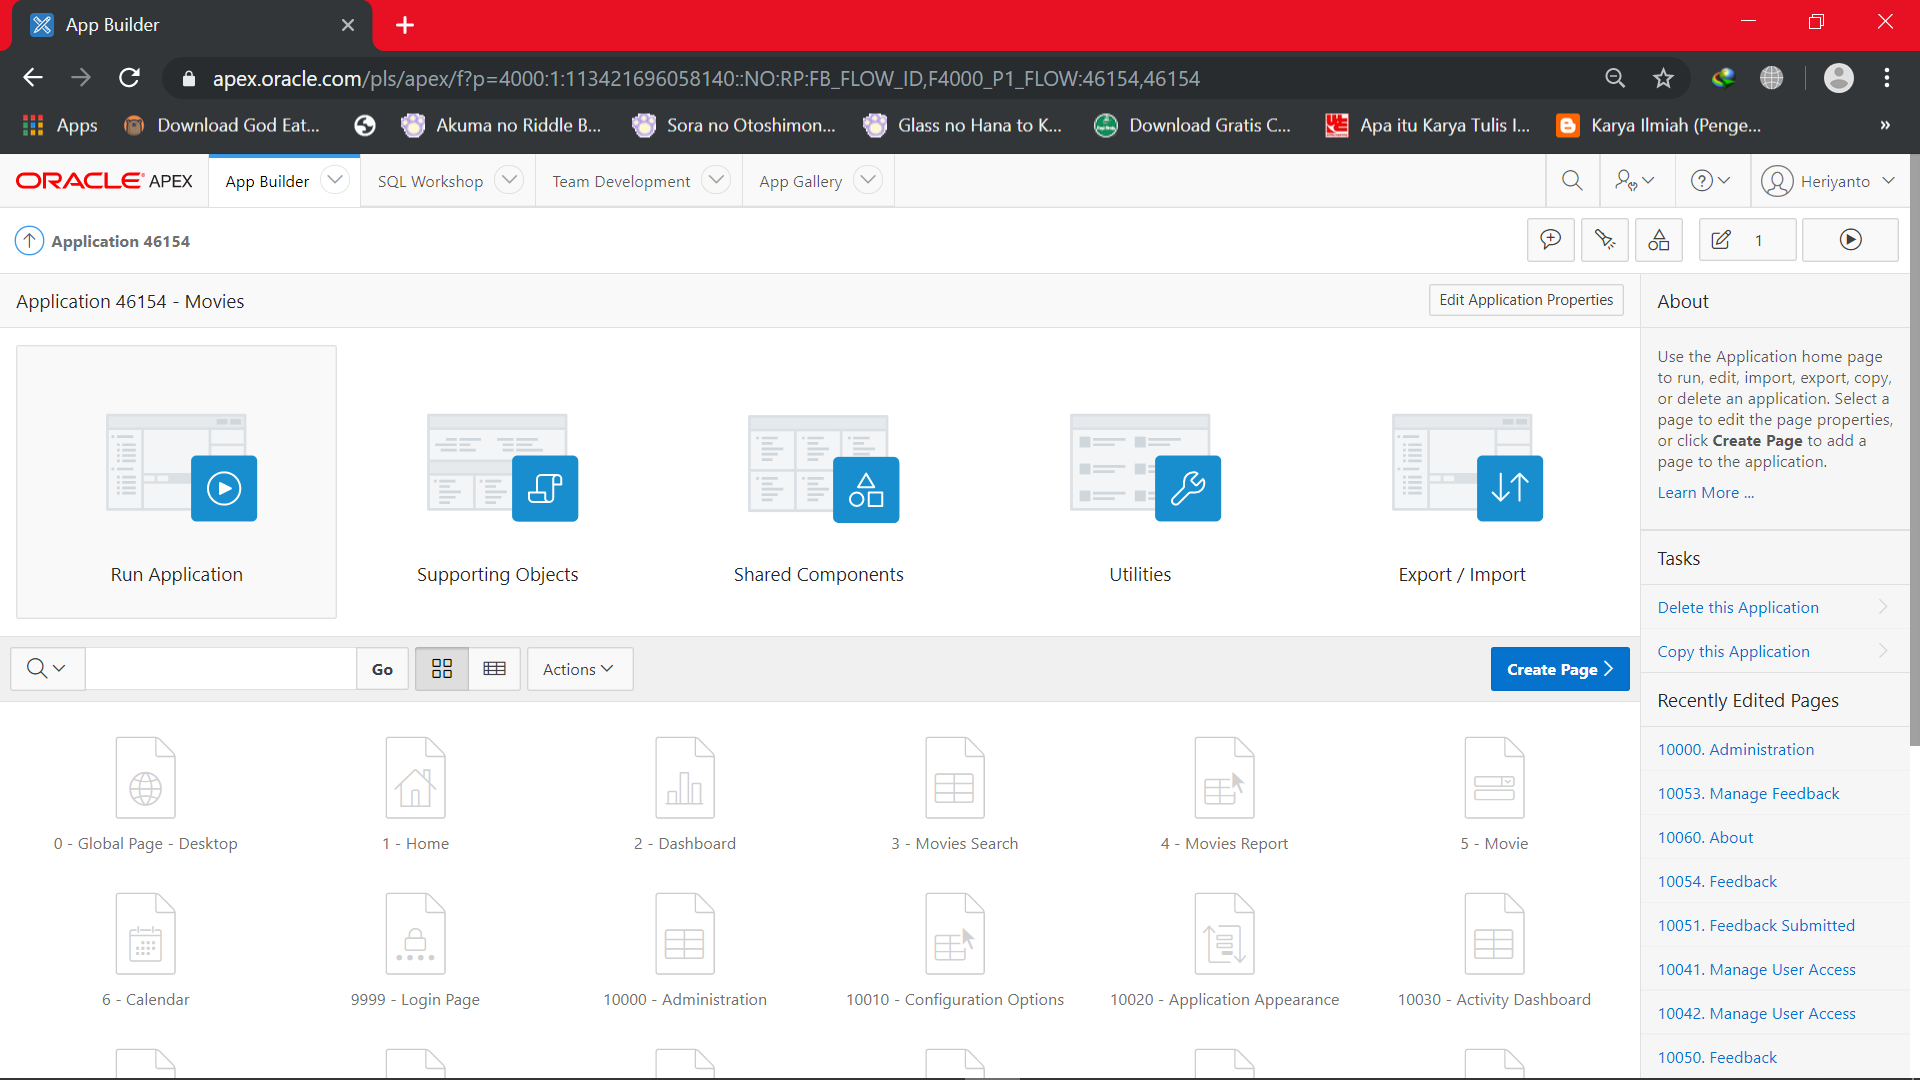 App Builder
apex.oracle.com/pls/apex/f?p=4000:1:113421696058140::NO:RP:FB_FLOW_ID,F4000_P1_FLOW:46154,46154
Apps
Download God Eat...
Akuma no Riddle B...
Sora no Otoshimon...
Glass no Hana to K...
Download Gratis C...
Apa itu Karya Tulis I...
Karya Ilmiah (Penge...
»
ORACLE APEX
App Builder
SQL Workshop
Team Development
App Gallery
Heriyanto
Application 46154
1
Application 46154 - Movies
Edit Application Properties
About
Use the Application home page
to run, edit, import, export, copy,
or delete an application. Select a
page to edit the page properties,
or click Create Page to add a
page to the application.
Learn More ...
Run Application
Supporting Objects
Shared Components
Utilities
Export / Import
Tasks
Delete this Application
Copy this Application
Go
Actions
Create Page
Recently Edited Pages
10000. Administration
10053. Manage Feedback
10060. About
10054. Feedback
10051. Feedback Submitted
10041. Manage User Access
10042. Manage User Access
10050. Feedback
0 - Global Page - Desktop
1 - Home
2 - Dashboard
3 - Movies Search
4 - Movies Report
5 - Movie
6 - Calendar
9999 - Login Page
10000 - Administration
10010 - Configuration Options
10020 - Application Appearance
10030 - Activity Dashboard